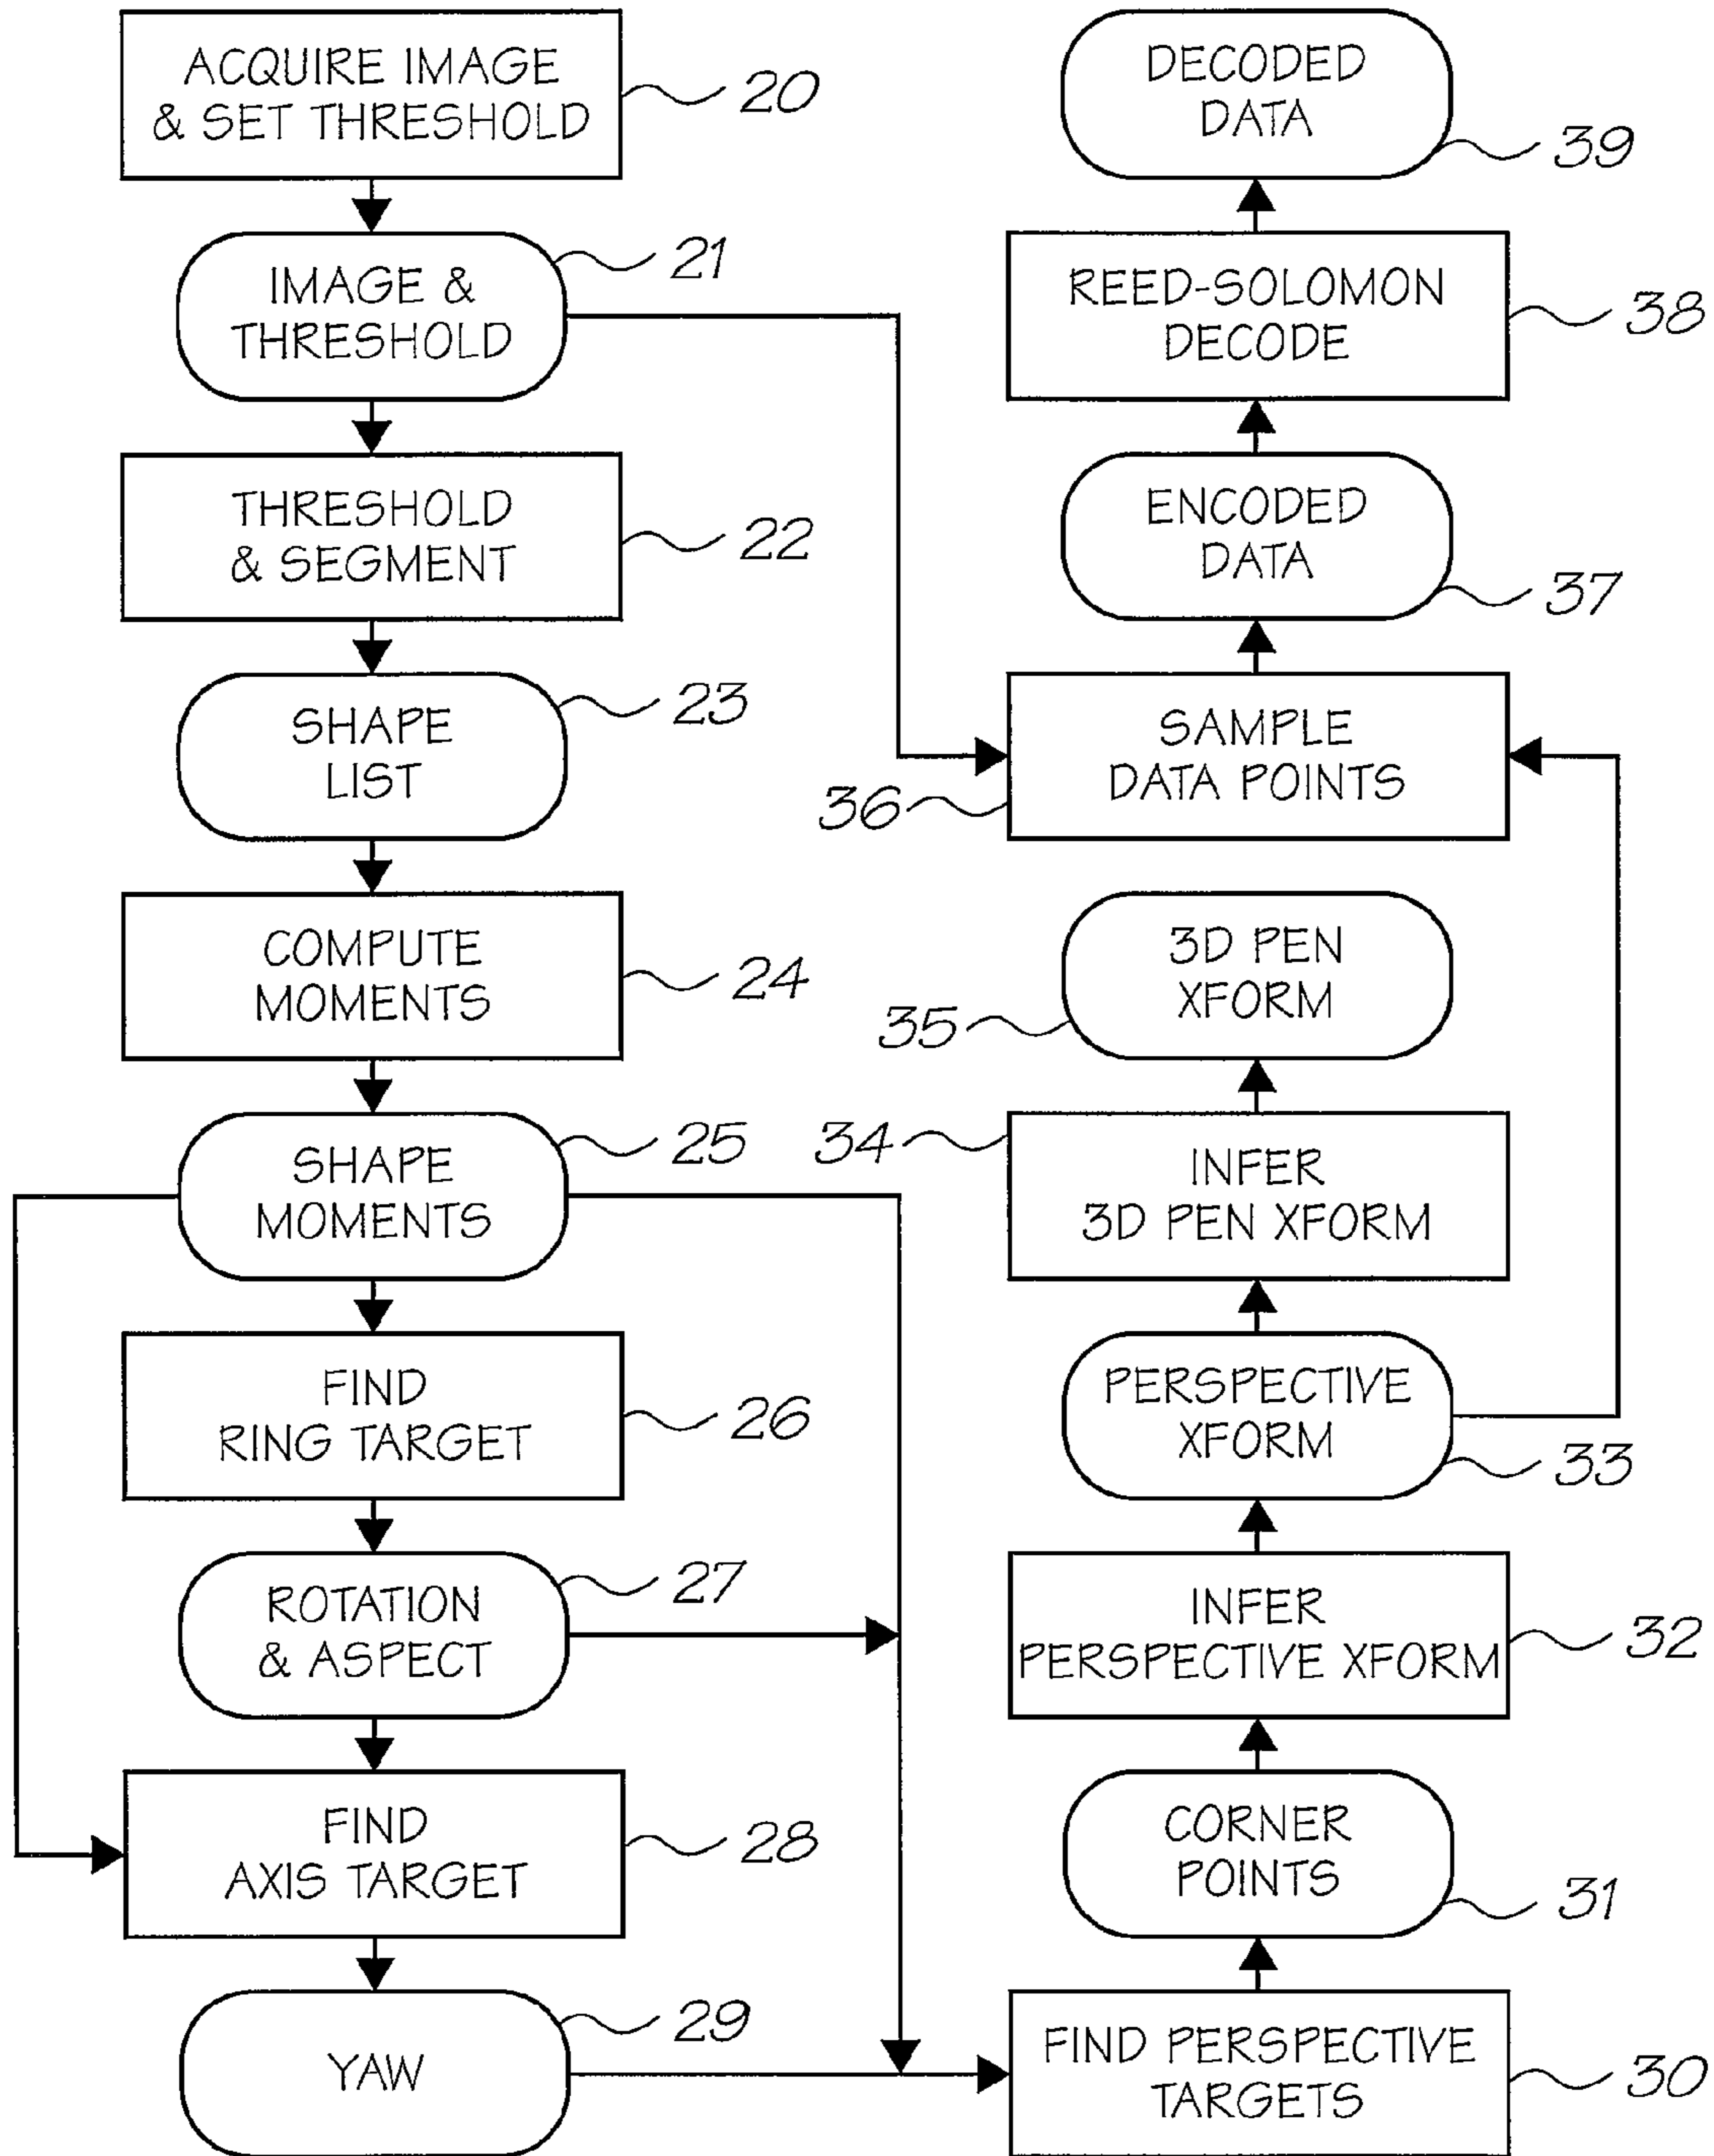 ACQUIRE IMAGE
& SET THRESHOLD
20
IMAGE &
THRESHOLD
21
THRESHOLD
& SEGMENT
22
SHAPE
LIST
23
COMPUTE
MOMENTS
24
SHAPE
MOMENTS
25
FIND
RING TARGET
26
ROTATION
& ASPECT
27
FIND
AXIS TARGET
28
YAW
29
DECODED
DATA
39
REED-SOLOMON
DECODE
38
ENCODED
DATA
37
SAMPLE
DATA POINTS
36
3D PEN
XFORM
35
INFER
3D PEN XFORM
34
PERSPECTIVE
XFORM
33
INFER
PERSPECTIVE XFORM
32
CORNER
POINTS
31
FIND PERSPECTIVE
TARGETS
30